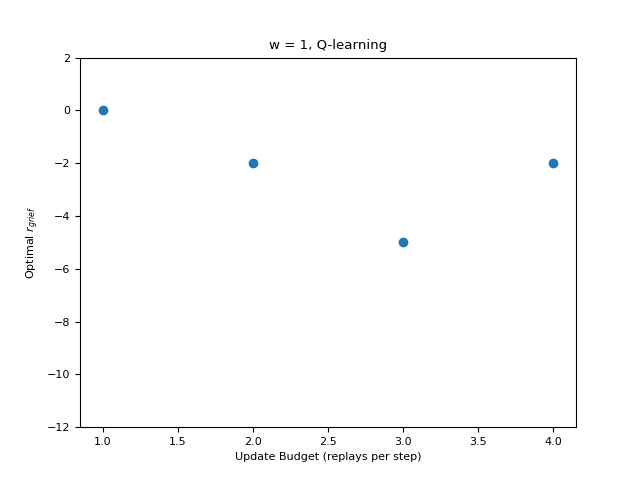 w = 1, Q-learning
2
0
−2
−4
−6
−8
−10
−12
Optimal r_grief
1.0 1.5 2.0 2.5 3.0 3.5 4.0
Update Budget (replays per step)